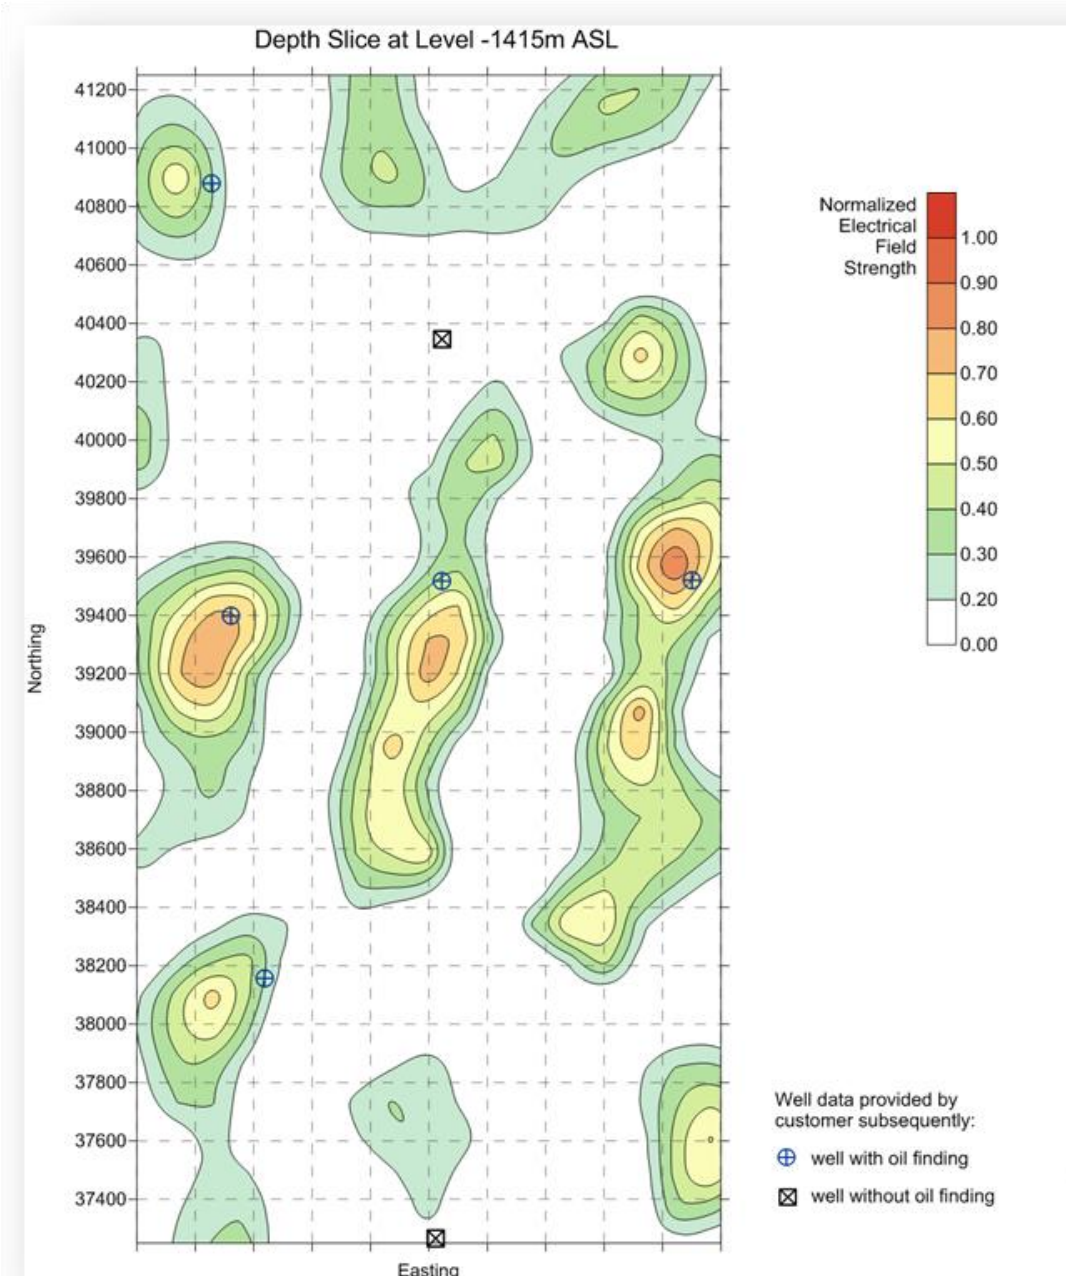 Depth Slice at Level -1415m ASL
41200
41000
40800
40600
40400
40200
40000
39800
39600
39400
39200
39000
38800
38600
38400
38200
38000
37800
37600
37400
Northing
Easting
Normalized
Electrical
Field
Strength
1.00
0.90
0.80
0.70
0.60
0.50
0.40
0.30
0.20
0.00
Well data provided by
customer subsequently:
well with oil finding
well without oil finding